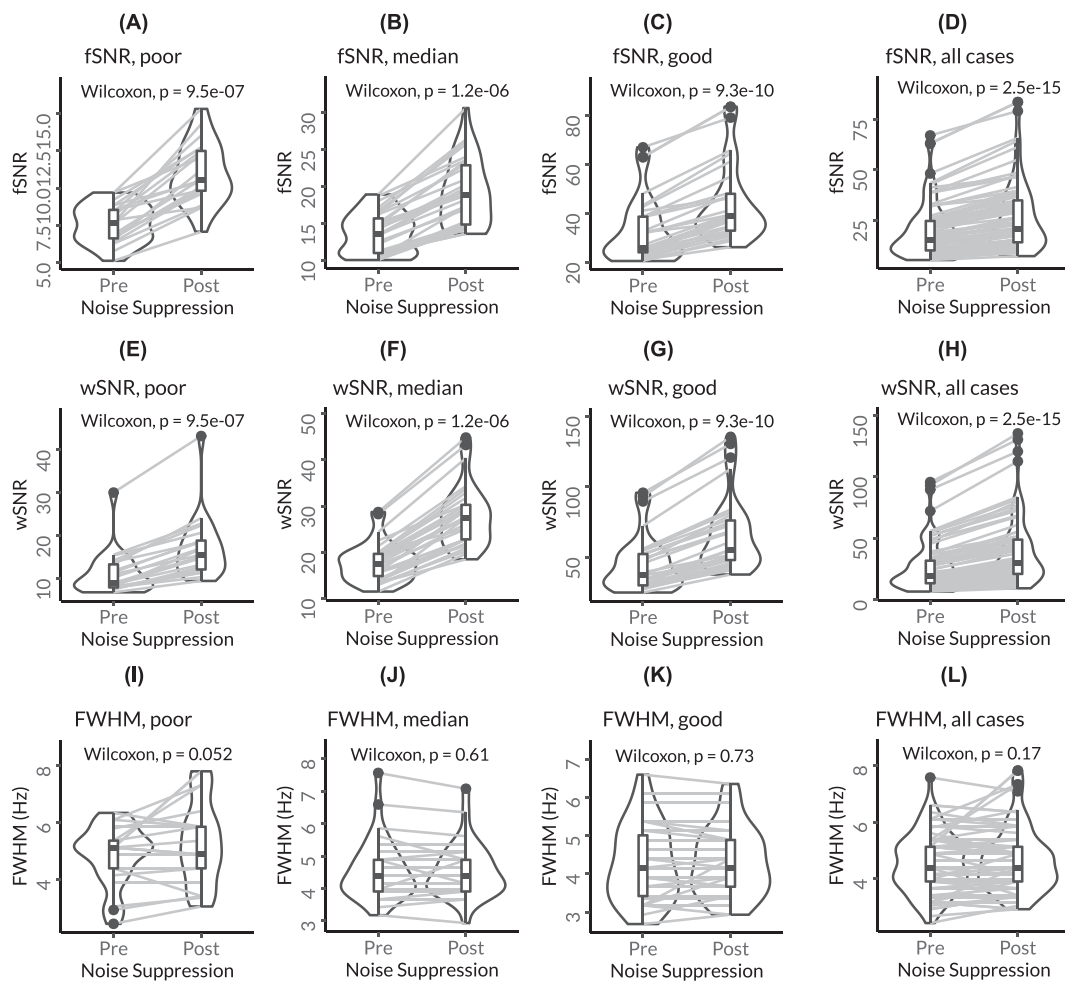 (A) (B) (C) (D)
fSNR, poor fSNR, median fSNR, good fSNR, all cases
Wilcoxon, p = 9.5e-07 Wilcoxon, p = 1.2e-06 Wilcoxon, p = 9.3e-10 Wilcoxon, p = 2.5e-15
fSNR fSNR fSNR fSNR
5.0 7.5 10.0 12.5 15.0
10 15 20 25 30
20 40 60 80
25 50 75
Pre Post Pre Post Pre Post Pre Post
Noise Suppression Noise Suppression Noise Suppression Noise Suppression
(E) (F) (G) (H)
wSNR, poor wSNR, median wSNR, good wSNR, all cases
Wilcoxon, p = 9.5e-07 Wilcoxon, p = 1.2e-06 Wilcoxon, p = 9.3e-10 Wilcoxon, p = 2.5e-15
wSNR wSNR wSNR wSNR
10 20 30 40
10 20 30 40 50
50 100 150
0 50 100 150
Pre Post Pre Post Pre Post Pre Post
Noise Suppression Noise Suppression Noise Suppression Noise Suppression
(I) (J) (K) (L)
FWHM, poor FWHM, median FWHM, good FWHM, all cases
Wilcoxon, p = 0.052 Wilcoxon, p = 0.61 Wilcoxon, p = 0.73 Wilcoxon, p = 0.17
FWHM (Hz) FWHM (Hz) FWHM (Hz) FWHM (Hz)
4 6 8
3 4 5 6 7 8
3 4 5 6 7
4 6 8
Pre Post Pre Post Pre Post Pre Post
Noise Suppression Noise Suppression Noise Suppression Noise Suppression